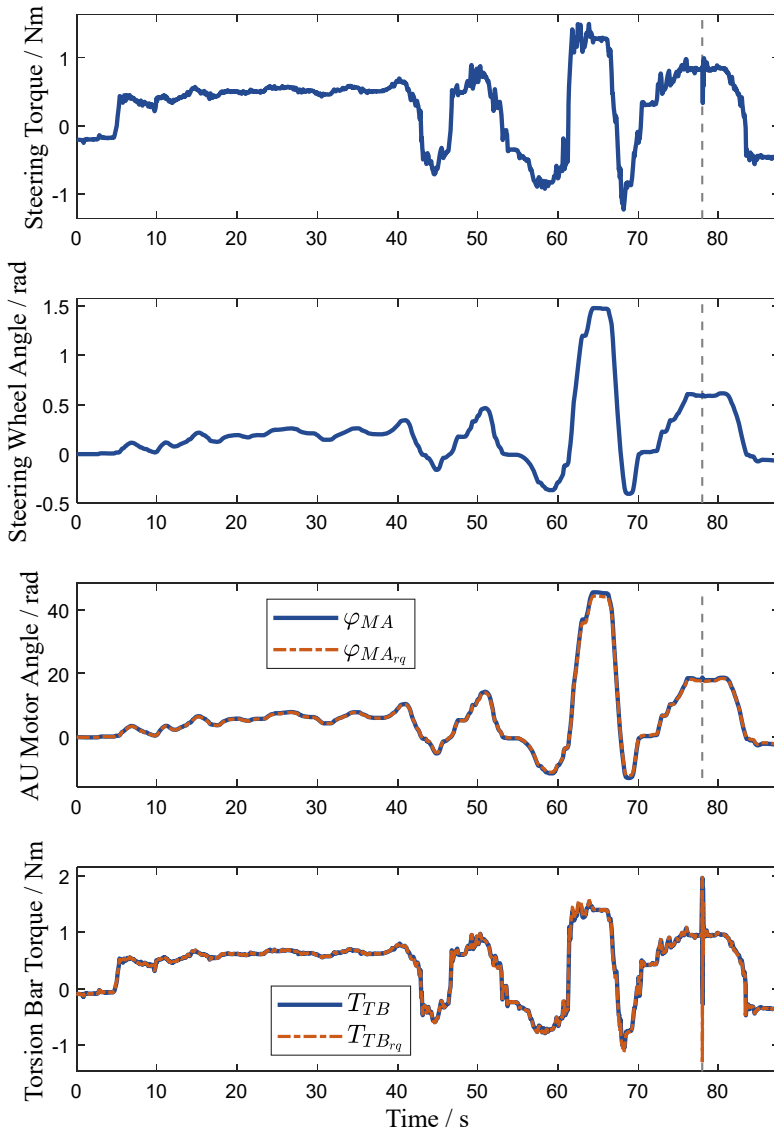 Steering Torque / Nm
1
0
-1
0 10 20 30 40 50 60 70 80
Steering Wheel Angle / rad
1.5
1
0.5
0
-0.5
0 10 20 30 40 50 60 70 80
AU Motor Angle / rad
40
20
0
φMA
φMArq
0 10 20 30 40 50 60 70 80
Torsion Bar Torque / Nm
2
1
0
-1
TTB
TTBrq
0 10 20 30 40 50 60 70 80
Time / s